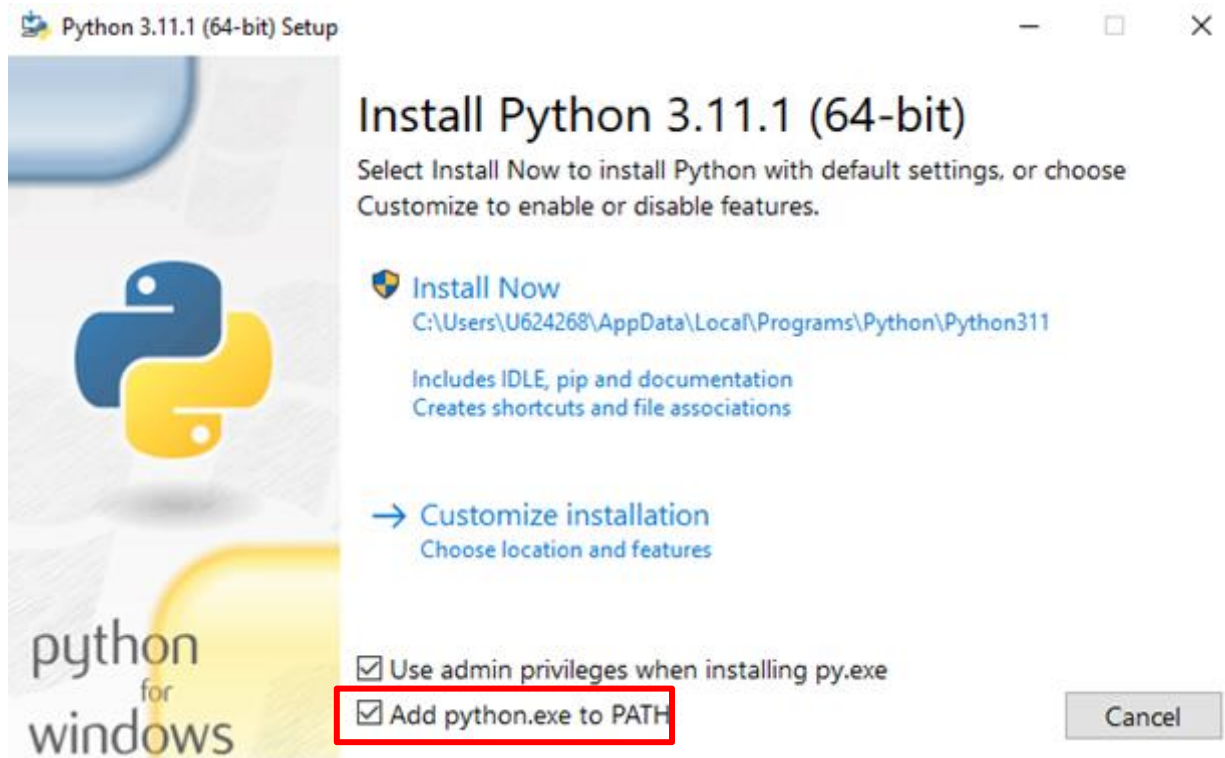 Python 3.11.1 (64-bit) Setup
Install Python 3.11.1 (64-bit)
Select Install Now to install Python with default settings, or choose
Customize to enable or disable features.
Install Now
C:\Users\U624268\AppData\Local\Programs\Python\Python311
Includes IDLE, pip and documentation
Creates shortcuts and file associations
Customize installation
Choose location and features
python
for
windows
Use admin privileges when installing py.exe
Add python.exe to PATH
Cancel